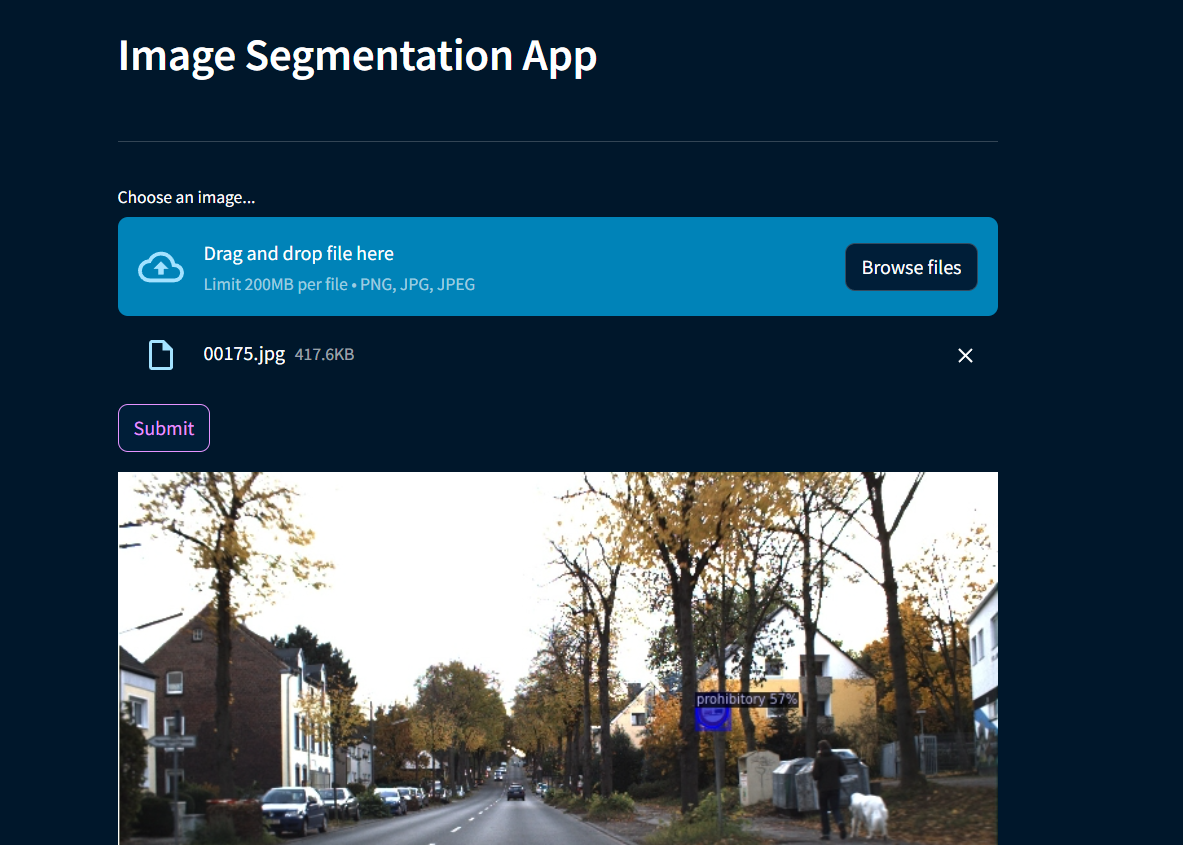 Image Segmentation App
Choose an image...
Drag and drop file here
Limit 200MB per file • PNG, JPG, JPEG
Browse files
00175.jpg 417.6KB
Submit
prohibitory 57%